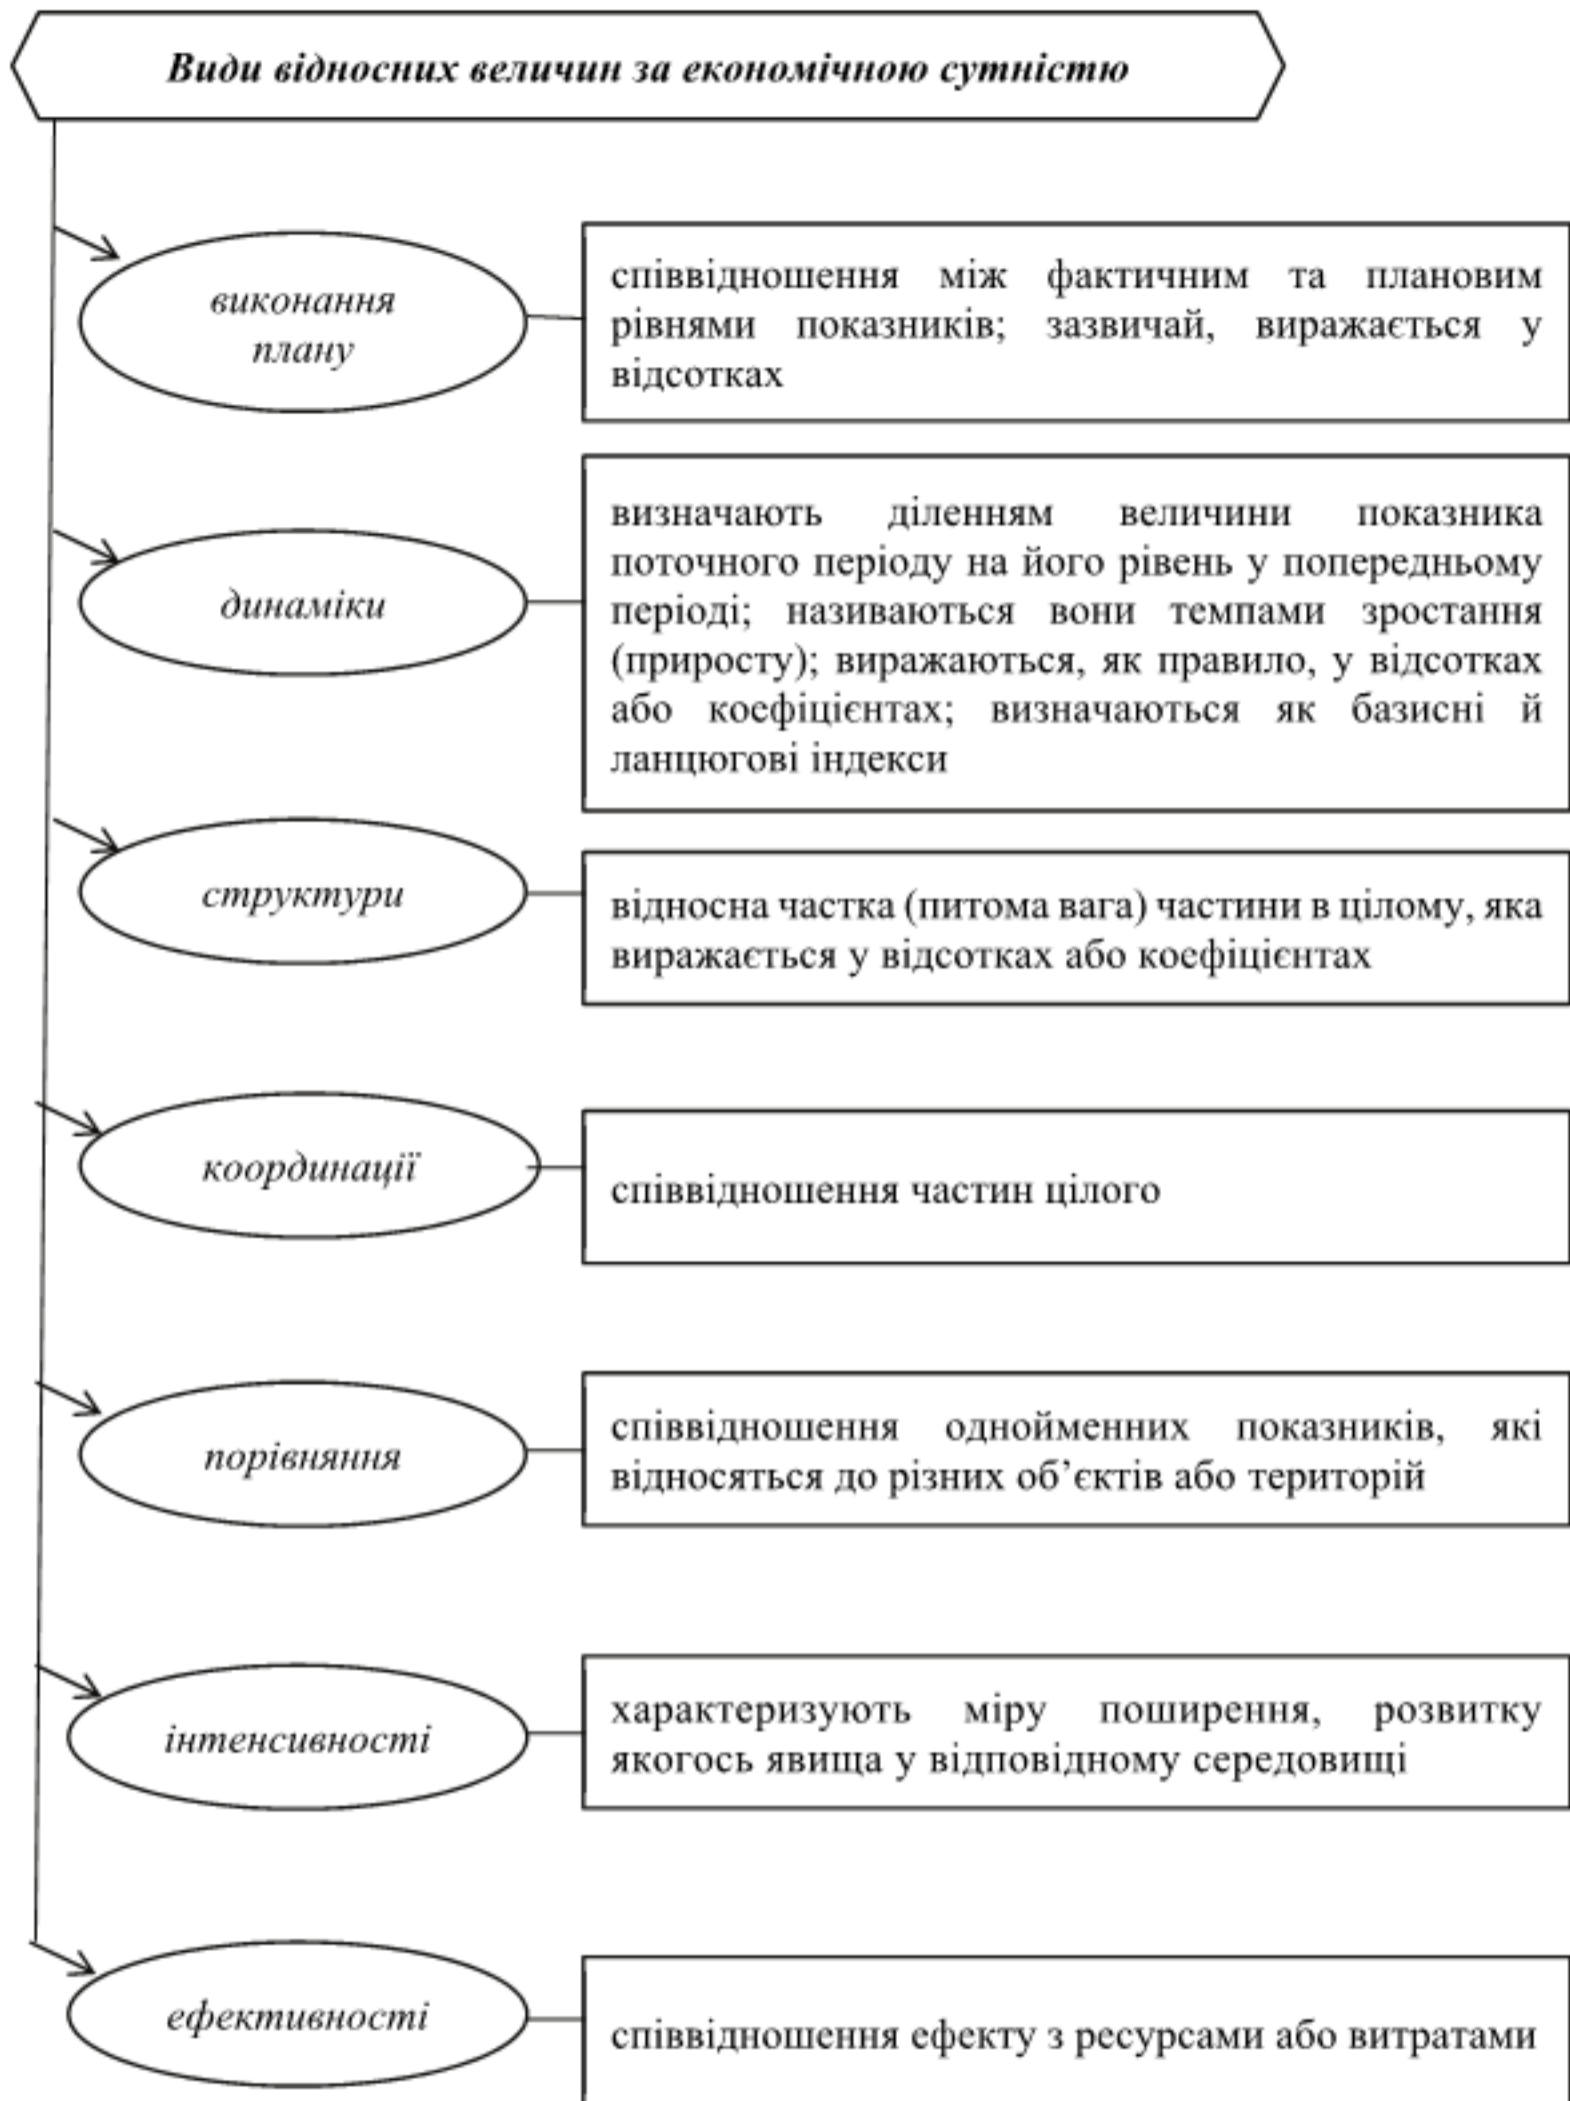 Види відносних величин за економічною сутністю
виконання
плану
співвідношення між фактичним та плановим
рівнями показників; зазвичай, виражається у
відсотках
динаміки
визначають діленням величини показника
поточного періоду на його рівень у попередньому
періоді; називаються вони темпами зростання
(приросту); виражаються, як правило, у відсотках
або коефіцієнтах; визначаються як базисні й
ланцюгові індекси
структури
відносна частка (питома вага) частини в цілому, яка
виражається у відсотках або коефіцієнтах
координації
співвідношення частин цілого
порівняння
співвідношення однойменних показників, які
відносяться до різних об’єктів або територій
інтенсивності
характеризують міру поширення, розвитку
якогось явища у відповідному середовищі
ефективності
співвідношення ефекту з ресурсами або витратами